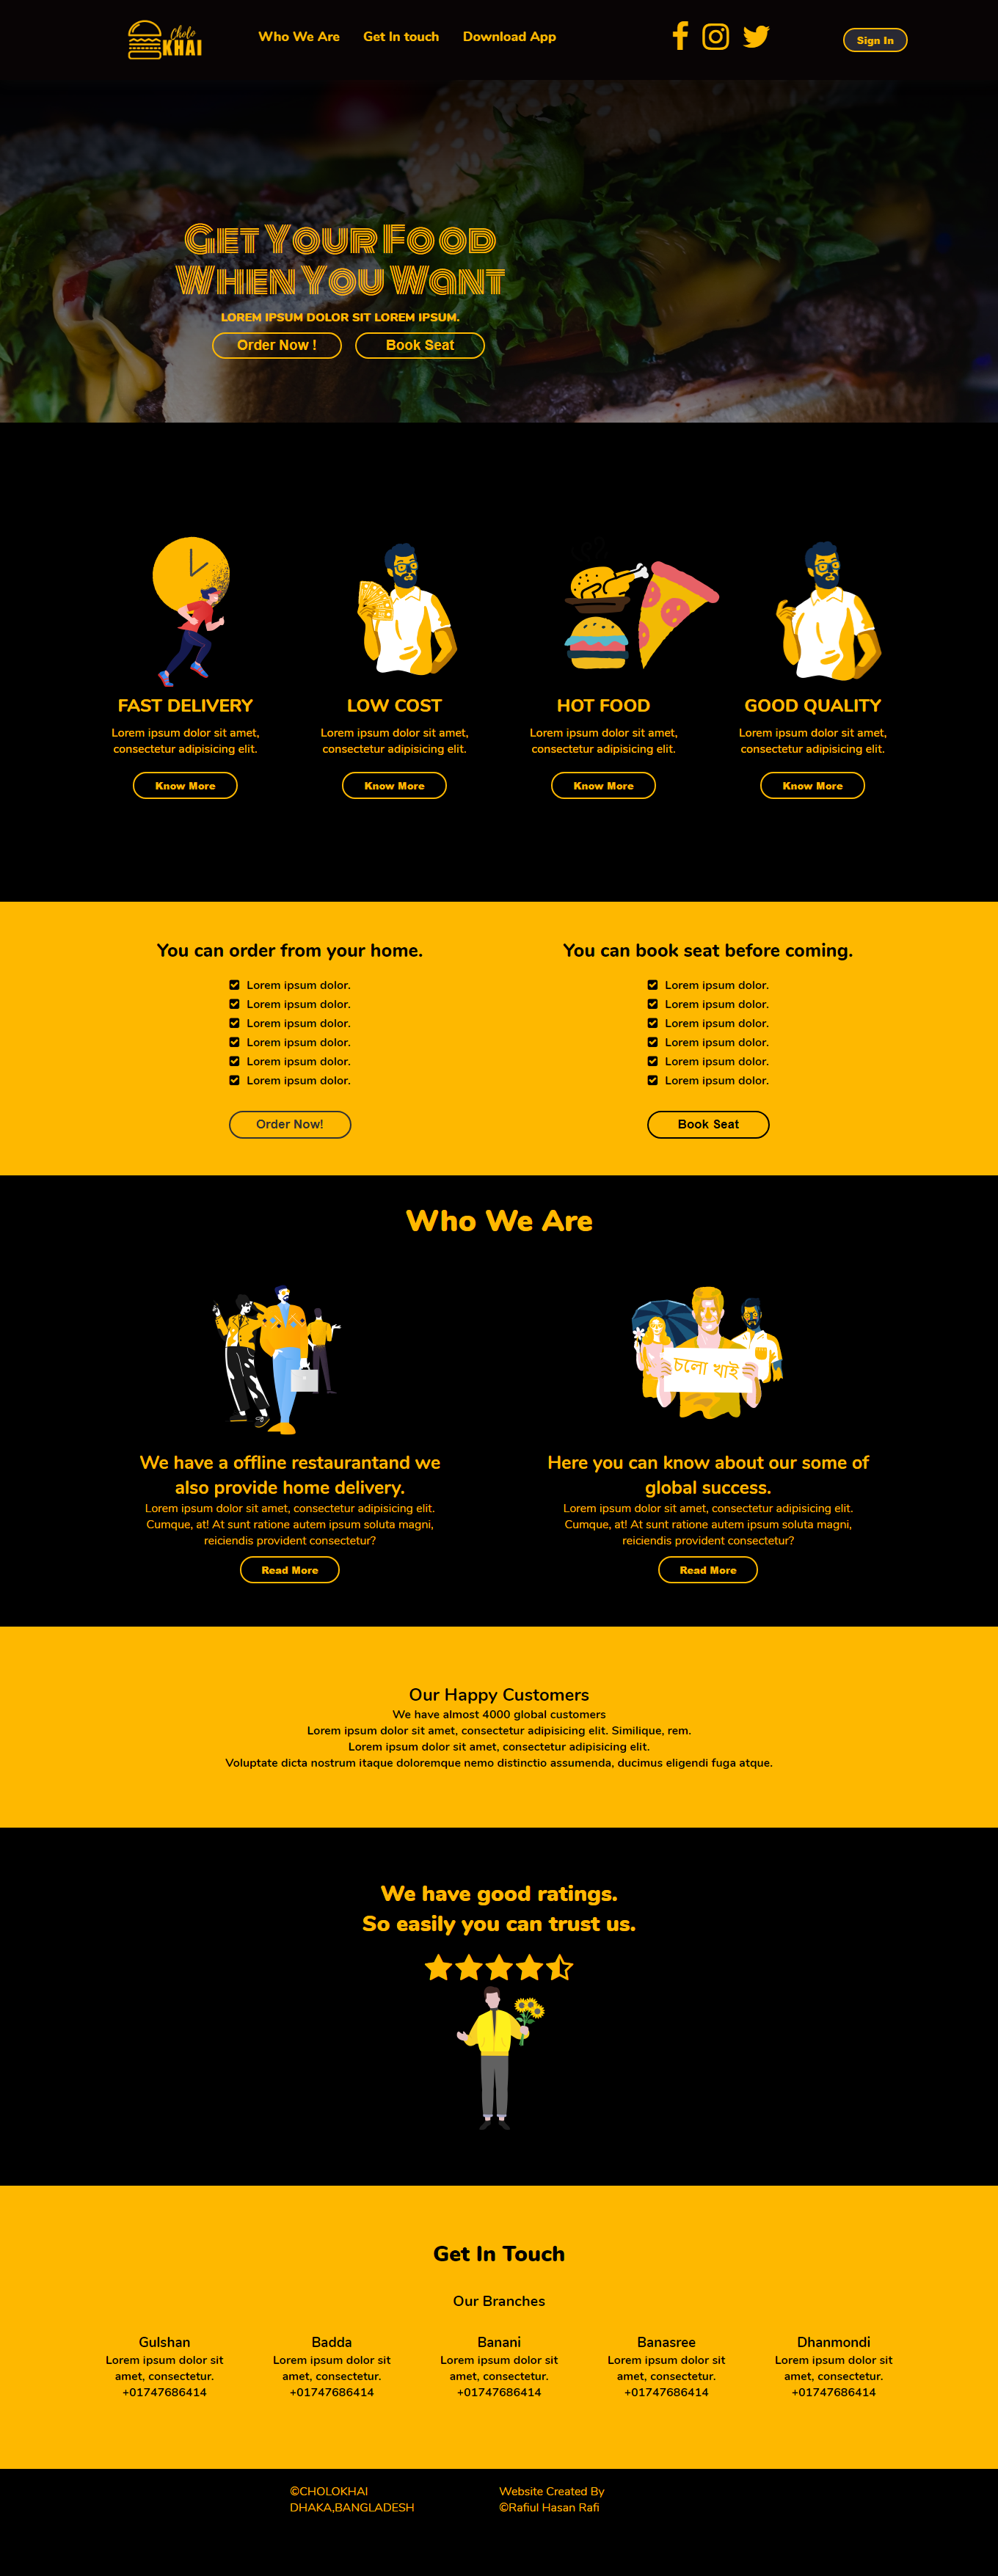 Cholo
KHAI
Who We Are Get In touch Download App
Sign In
Get Your Food
When You Want
LOREM IPSUM DOLOR SIT LOREM IPSUM.
Order Now ! Book Seat
FAST DELIVERY
Lorem ipsum dolor sit amet,
consectetur adipisicing elit.
Know More
LOW COST
Lorem ipsum dolor sit amet,
consectetur adipisicing elit.
Know More
HOT FOOD
Lorem ipsum dolor sit amet,
consectetur adipisicing elit.
Know More
GOOD QUALITY
Lorem ipsum dolor sit amet,
consectetur adipisicing elit.
Know More
You can order from your home.
Lorem ipsum dolor.
Lorem ipsum dolor.
Lorem ipsum dolor.
Lorem ipsum dolor.
Lorem ipsum dolor.
Lorem ipsum dolor.
Order Now!
You can book seat before coming.
Lorem ipsum dolor.
Lorem ipsum dolor.
Lorem ipsum dolor.
Lorem ipsum dolor.
Lorem ipsum dolor.
Lorem ipsum dolor.
Book Seat
Who We Are
We have a offline restaurantand we
also provide home delivery.
Lorem ipsum dolor sit amet, consectetur adipisicing elit.
Cumque, at! At sunt ratione autem ipsum soluta magni,
reiciendis provident consectetur?
Read More
চলো খাই
Here you can know about our some of
global success.
Lorem ipsum dolor sit amet, consectetur adipisicing elit.
Cumque, at! At sunt ratione autem ipsum soluta magni,
reiciendis provident consectetur?
Read More
Our Happy Customers
We have almost 4000 global customers
Lorem ipsum dolor sit amet, consectetur adipisicing elit. Similique, rem.
Lorem ipsum dolor sit amet, consectetur adipisicing elit.
Voluptate dicta nostrum itaque doloremque nemo distinctio assumenda, ducimus eligendi fuga atque.
We have good ratings.
So easily you can trust us.
Get In Touch
Our Branches
Gulshan
Lorem ipsum dolor sit
amet, consectetur.
+01747686414
Badda
Lorem ipsum dolor sit
amet, consectetur.
+01747686414
Banani
Lorem ipsum dolor sit
amet, consectetur.
+01747686414
Banasree
Lorem ipsum dolor sit
amet, consectetur.
+01747686414
Dhanmondi
Lorem ipsum dolor sit
amet, consectetur.
+01747686414
©CHOLOKHAI
DHAKA,BANGLADESH
Website Created By
©Rafiul Hasan Rafi